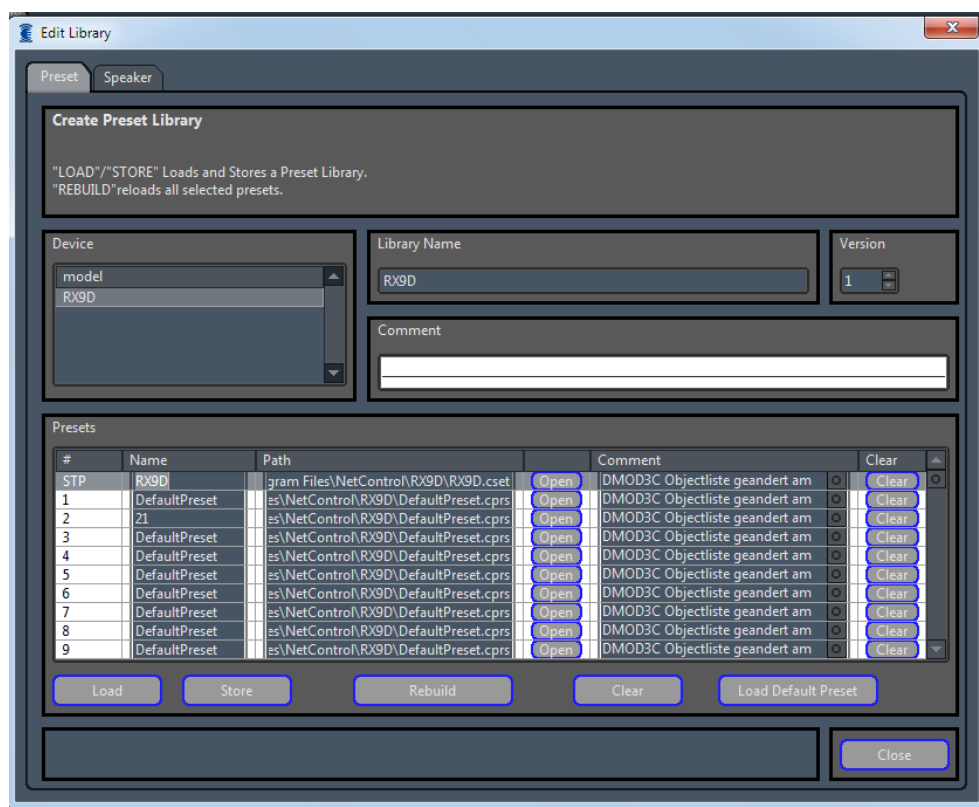 Edit Library
Preset Speaker
Create Preset Library
"LOAD"/"STORE" Loads and Stores a Preset Library.
"REBUILD"reloads all selected presets.
Device Library Name Version
model
RX9D RX9D 1
Comment
Presets
# Name Path Comment Clear
STP RX9D gram Files\NetControl\RX9D\RX9D.cset Open DMOD3C Objectliste geandert am Clear
1 DefaultPreset es\NetControl\RX9D\DefaultPreset.cprs Open DMOD3C Objectliste geandert am Clear
2 21 es\NetControl\RX9D\DefaultPreset.cprs Open DMOD3C Objectliste geandert am Clear
3 DefaultPreset es\NetControl\RX9D\DefaultPreset.cprs Open DMOD3C Objectliste geandert am Clear
4 DefaultPreset es\NetControl\RX9D\DefaultPreset.cprs Open DMOD3C Objectliste geandert am Clear
5 DefaultPreset es\NetControl\RX9D\DefaultPreset.cprs Open DMOD3C Objectliste geandert am Clear
6 DefaultPreset es\NetControl\RX9D\DefaultPreset.cprs Open DMOD3C Objectliste geandert am Clear
7 DefaultPreset es\NetControl\RX9D\DefaultPreset.cprs Open DMOD3C Objectliste geandert am Clear
8 DefaultPreset es\NetControl\RX9D\DefaultPreset.cprs Open DMOD3C Objectliste geandert am Clear
9 DefaultPreset es\NetControl\RX9D\DefaultPreset.cprs Open DMOD3C Objectliste geandert am Clear
Load Store Rebuild Clear Load Default Preset
Close